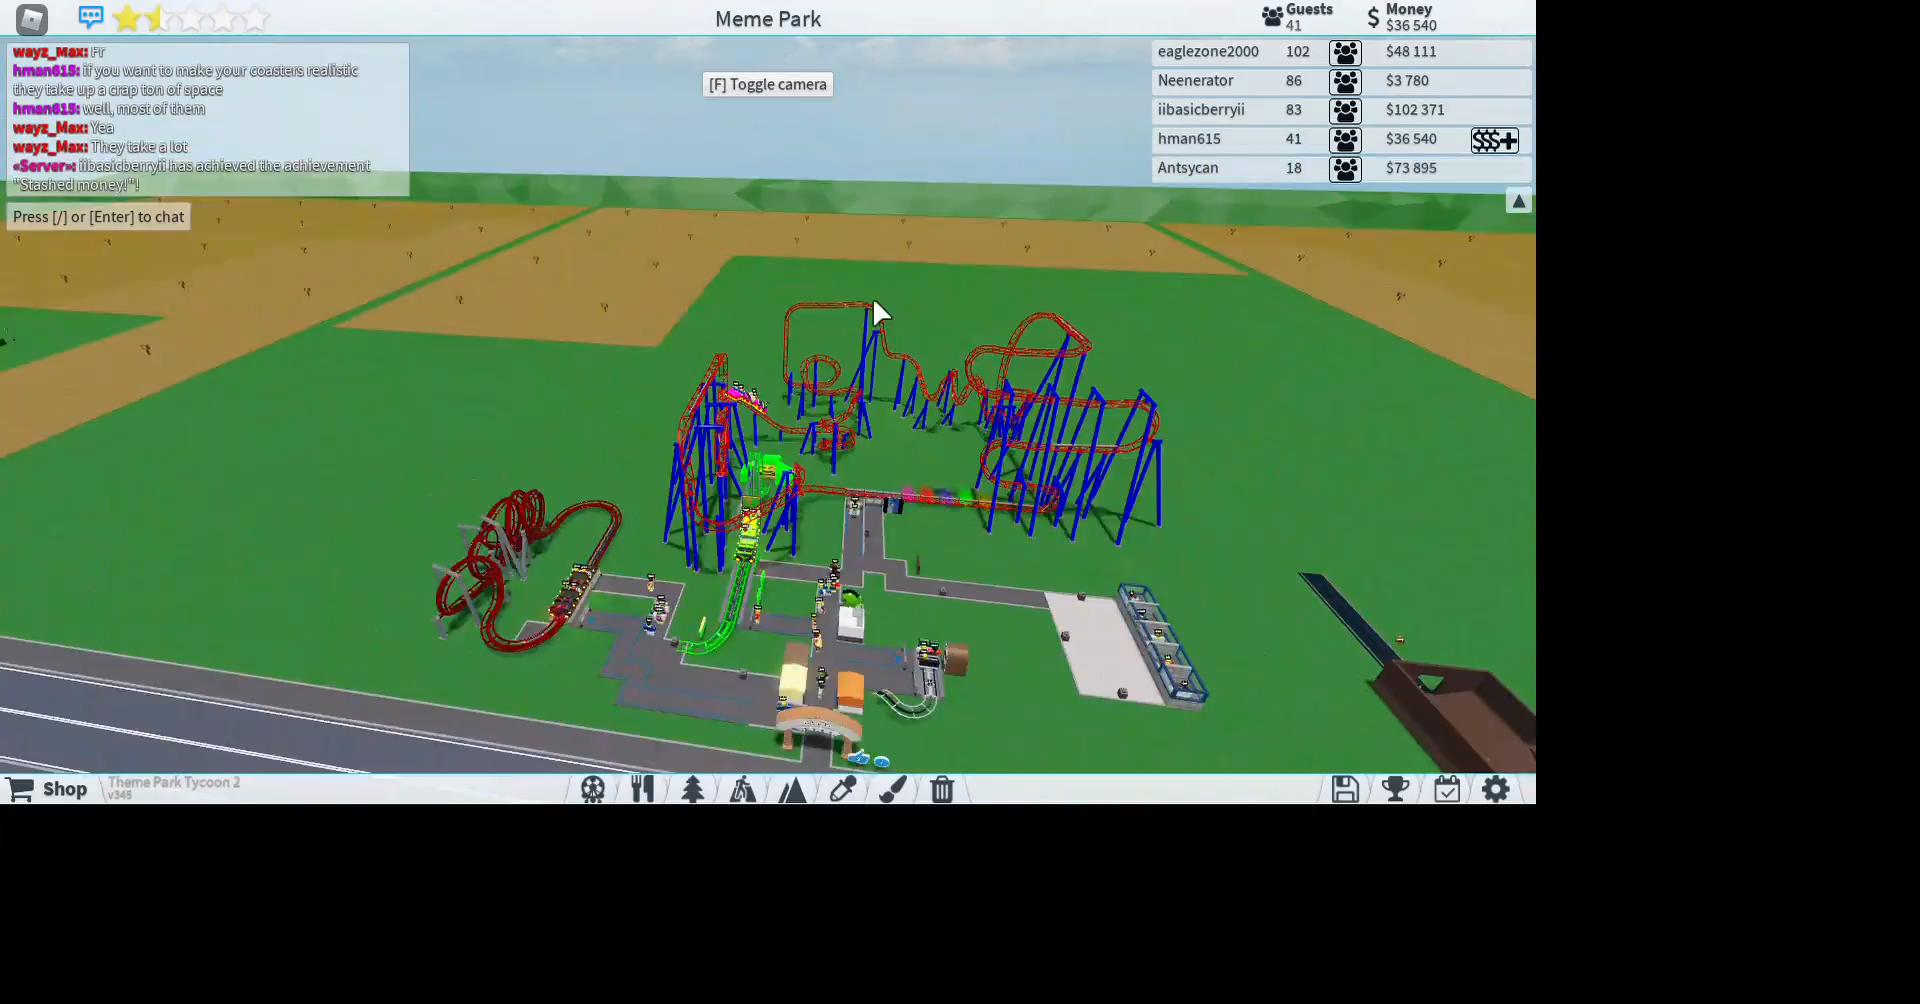 Meme Park
Guests
41
Money
$36 540
wayz_Max: Fr
hman615: if you want to make your coasters realistic
they take up a crap ton of space
hman615: well, most of them
wayz_Max: Yea
wayz_Max: They take a lot
«Server»: iibasicberryii has achieved the achievement
"Stashed money!"!
Press [/] or [Enter] to chat
[F] Toggle camera
eaglezone2000 102 $48 111
Neenerator 86 $3 780
iibasicberryii 83 $102 371
hman615 41 $36 540 $$$+
Antsycan 18 $73 895
Shop
Theme Park Tycoon 2
v345